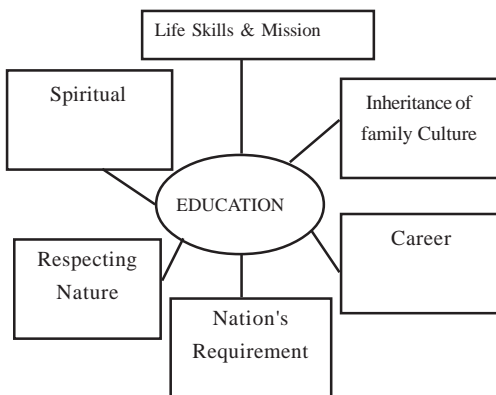 Life Skills & Mission
Spiritual
Inheritance of
family Culture
EDUCATION
Respecting
Nature
Career
Nation's
Requirement